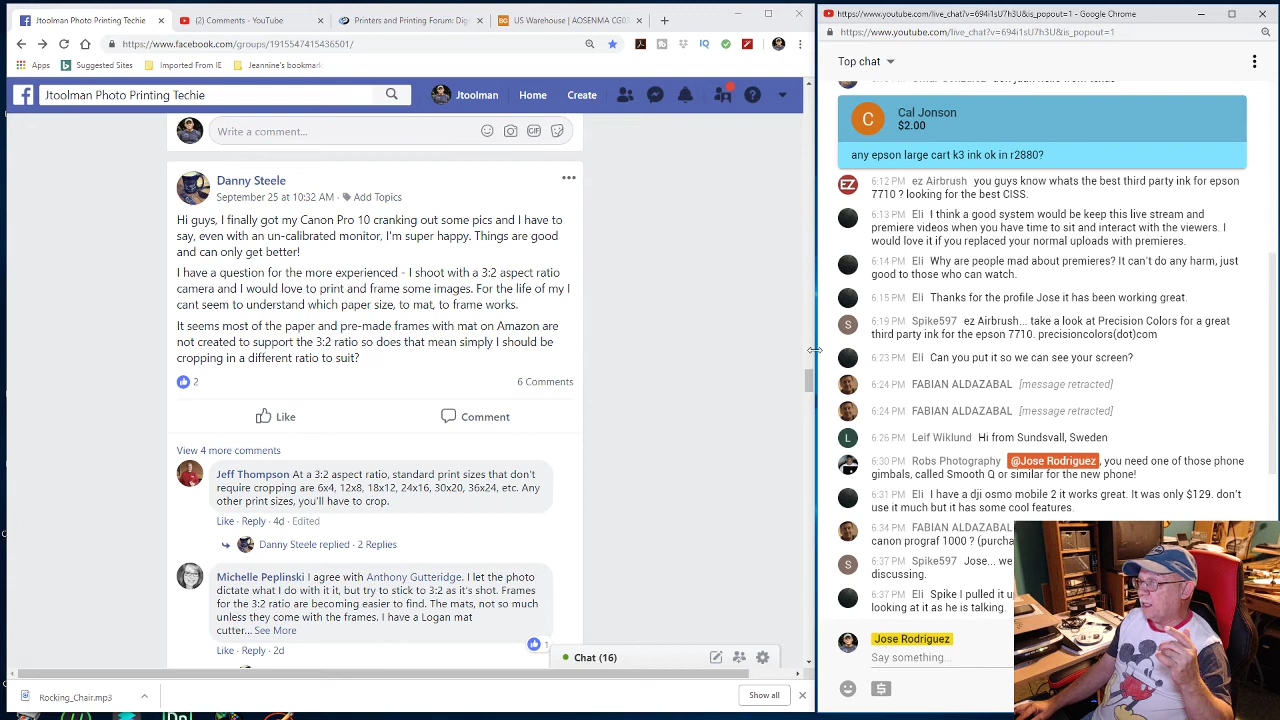 Jtoolman Photo Printing Techie
(2) Comments - YouTube
Printers and Printing Forum: Dig
US Warehouse | AOSENMA CG03
https://www.facebook.com/groups/1915547415436501/
Apps
Suggested Sites
Imported From IE
Jeannine's bookmark
Jtoolman Photo Printing Techie
Jtoolman
Home
Create
Write a comment...
Danny Steele
September 25 at 10:32 AM · Add Topics
Hi guys, I finally got my Canon Pro 10 cranking out some pics and I have to
say, even with an un-calibrated monitor, I'm super happy. Things are good
and can only get better!
I have a question for the more experienced - I shoot with a 3:2 aspect ratio
camera and I would love to print and frame some images. For the life of my I
cant seem to understand which paper size, to mat, to frame works.
It seems most of the paper and pre-made frames with mat on Amazon are
not created to support the 3:2 ratio so does that mean simply I should be
cropping in a different ratio to suit?
2
6 Comments
Like
Comment
View 4 more comments
Jeff Thompson At a 3:2 ratio, standard print sizes that don't
require cropping are 6x4, 12x8, 18x12, 24x16, 30x20, 36x24, etc. Any
other print sizes, you'll have to crop.
Like · Reply · 4d · Edited
Danny Steele replied · 2 Replies
Michelle Peplinski I agree with Anthony Gutteridge. I let the photo
dictate what I do with it, but try to stick to 3:2 as it's shot. Frames
for the 3:2 ratio are becoming easier to find. The mats, not so much
unless they come with the frames. I have a Logan mat
cutter... See More
1
Like · Reply · 2d
Chat (16)
Rocking_Chair.mp3
Show all
https://www.youtube.com/live_chat?v=694i1sU7h3U&is_popout=1 - Google Chrome
https://www.youtube.com/live_chat?v=694i1sU7h3U&is_popout=1
Top chat
C
Cal Jonson
$2.00
any epson large cart k3 ink ok in r2880?
EZ
6:12 PM ez Airbrush you guys know whats the best third party ink for epson
7710 ? looking for the best CISS.
6:13 PM Eli I think a good system would be keep this live stream and
premiere videos when you have time to sit and interact with the viewers. I
would love it if you replaced your normal uploads with premieres.
6:14 PM Eli Why are people mad about premieres? It can't do any harm, just
good to those who can watch.
6:15 PM Eli Thanks for the profile Jose it has been working great.
S
6:19 PM Spike597 ez Airbrush... take a look at Precision Colors for a great
third party ink for the epson 7710. precisioncolors(dot)com
6:23 PM Eli Can you put it so we can see your screen?
6:24 PM FABIAN ALDAZABAL [message retracted]
6:24 PM FABIAN ALDAZABAL [message retracted]
L
6:26 PM Leif Wiklund Hi from Sundsvall, Sweden
6:30 PM Robs Photography @Jose Rodriguez, you need one of those phone
gimbals, called Smooth Q or similar for the new phone!
6:31 PM Eli I have a dji osmo mobile 2 it works great. It was only $129. don't
use it much but it has some cool features.
6:34 PM FABIAN ALDAZABAL
canon prograf 1000 ? (purcha
S
6:37 PM Spike597 Jose... we
discussing.
6:37 PM Eli Spike I pulled it u
looking at it as he is talking.
Jose Rodriguez
Say something...